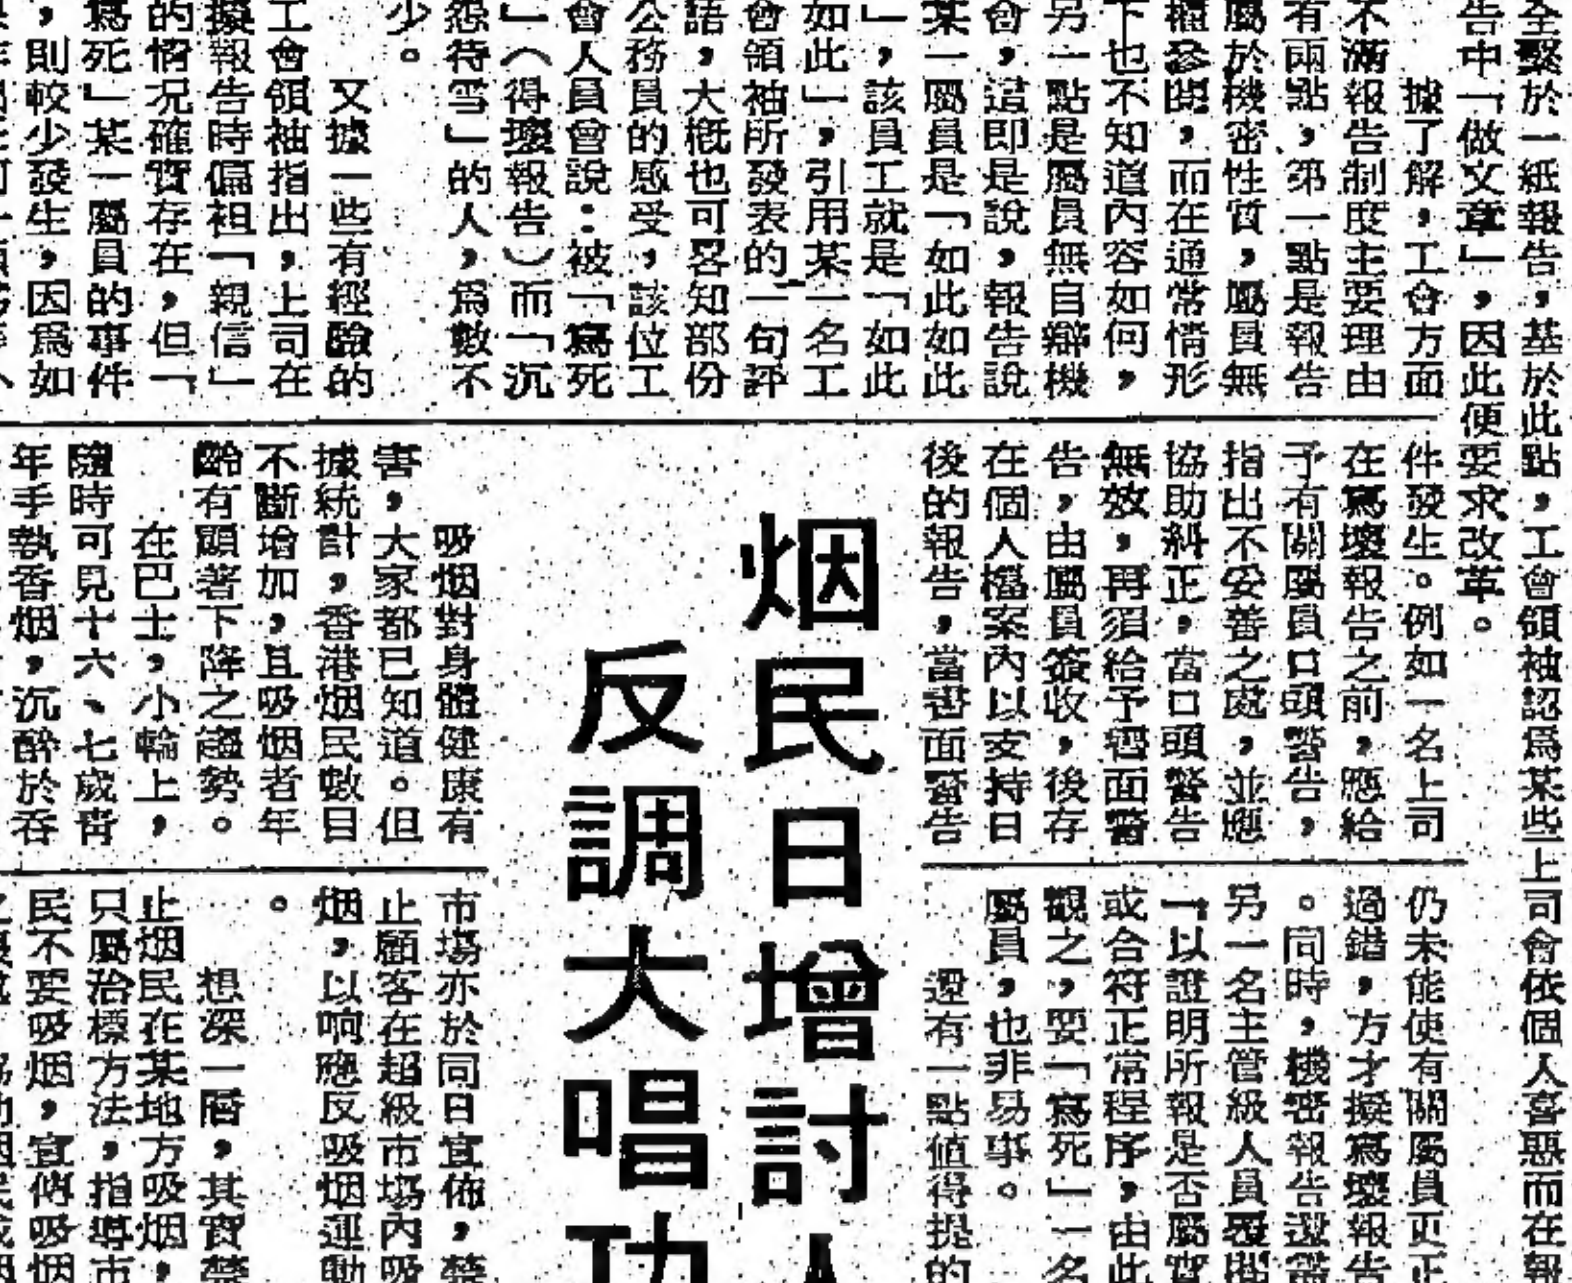 全繫於一紙報告，基於此點，工會領袖認爲某些上司會依個人喜惡而在報
告中「做文章」，因此便要求改革。
據了解，工會方面
不滿報告制度主要理由
有兩點，第一點是報告
屬於機密性質，屬員無
權參閱，而在通常情形
下也不知道內容如何，
另一點是屬員無自辯機
會，這即是說，報告說
某一屬員是「如此如此
」，該員工就是「如此
如此」，引用某一名工
會領袖所發表的一句評
語，大槪也可畧知部份
公務員的感受，該位工
會人員會說：被「寫死
」（得壞報告）而「沉
怨待雪」的人，爲數不
少。
又據一些有經驗的
工會領袖指出，上司在
擬報告時偏袒「親信」
的情况確實存在，但「
寫死」某一屬員的事件
，則較少發生，因爲如
件發生。例如一名上司
在寫壞報告之前，應給
予有關屬員口頭警告，
指出不妥善之處，並應
協助糾正，當口頭警告
無效，再須給予書面警
告，由屬員簽收，後存
在個人檔案內以支持日
後的報告，當書面警告
仍未能使有關屬員更正
過錯，方才擬寫壞報告
。同時，機密報告還需
另一名主管級人員
以證明所報是否屬實
或合符正常程序，由此
觀之，要「寫死」一名
屬員，也非易事。
還有一點值得提的
烟民日增討人
反調大唱功
吸烟對身體健康有
害，大家都已知道。但
據統計，香港烟民數目
不斷增加，且吸烟者年
齡有顯著下降之趨勢。
在巴士，小輪上，
隨時可見十六、七歲靑
年手執香烟，沉醉於吞
市場亦於同日宣佈，禁
止顧客在超級市場內吸
烟，以响應反吸烟運動
。
想深一層，其實禁
止烟民在某地方吸烟，
只屬治標方法，指導市
民不要吸烟，宣傳吸烟